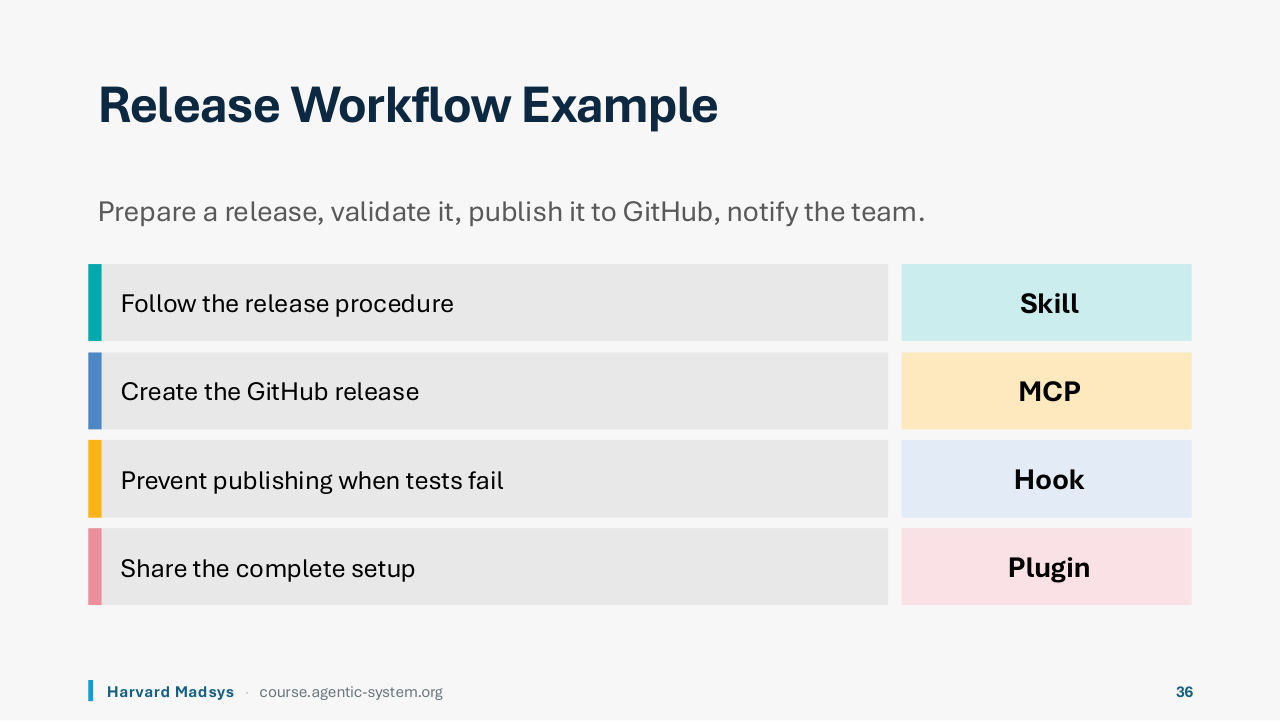 Release Workflow Example
Prepare a release, validate it, publish it to GitHub, notify the team.
Follow the release procedure
Skill
Create the GitHub release
MCP
Prevent publishing when tests fail
Hook
Share the complete setup
Plugin
Harvard Madsys · course.agentic-system.org
36